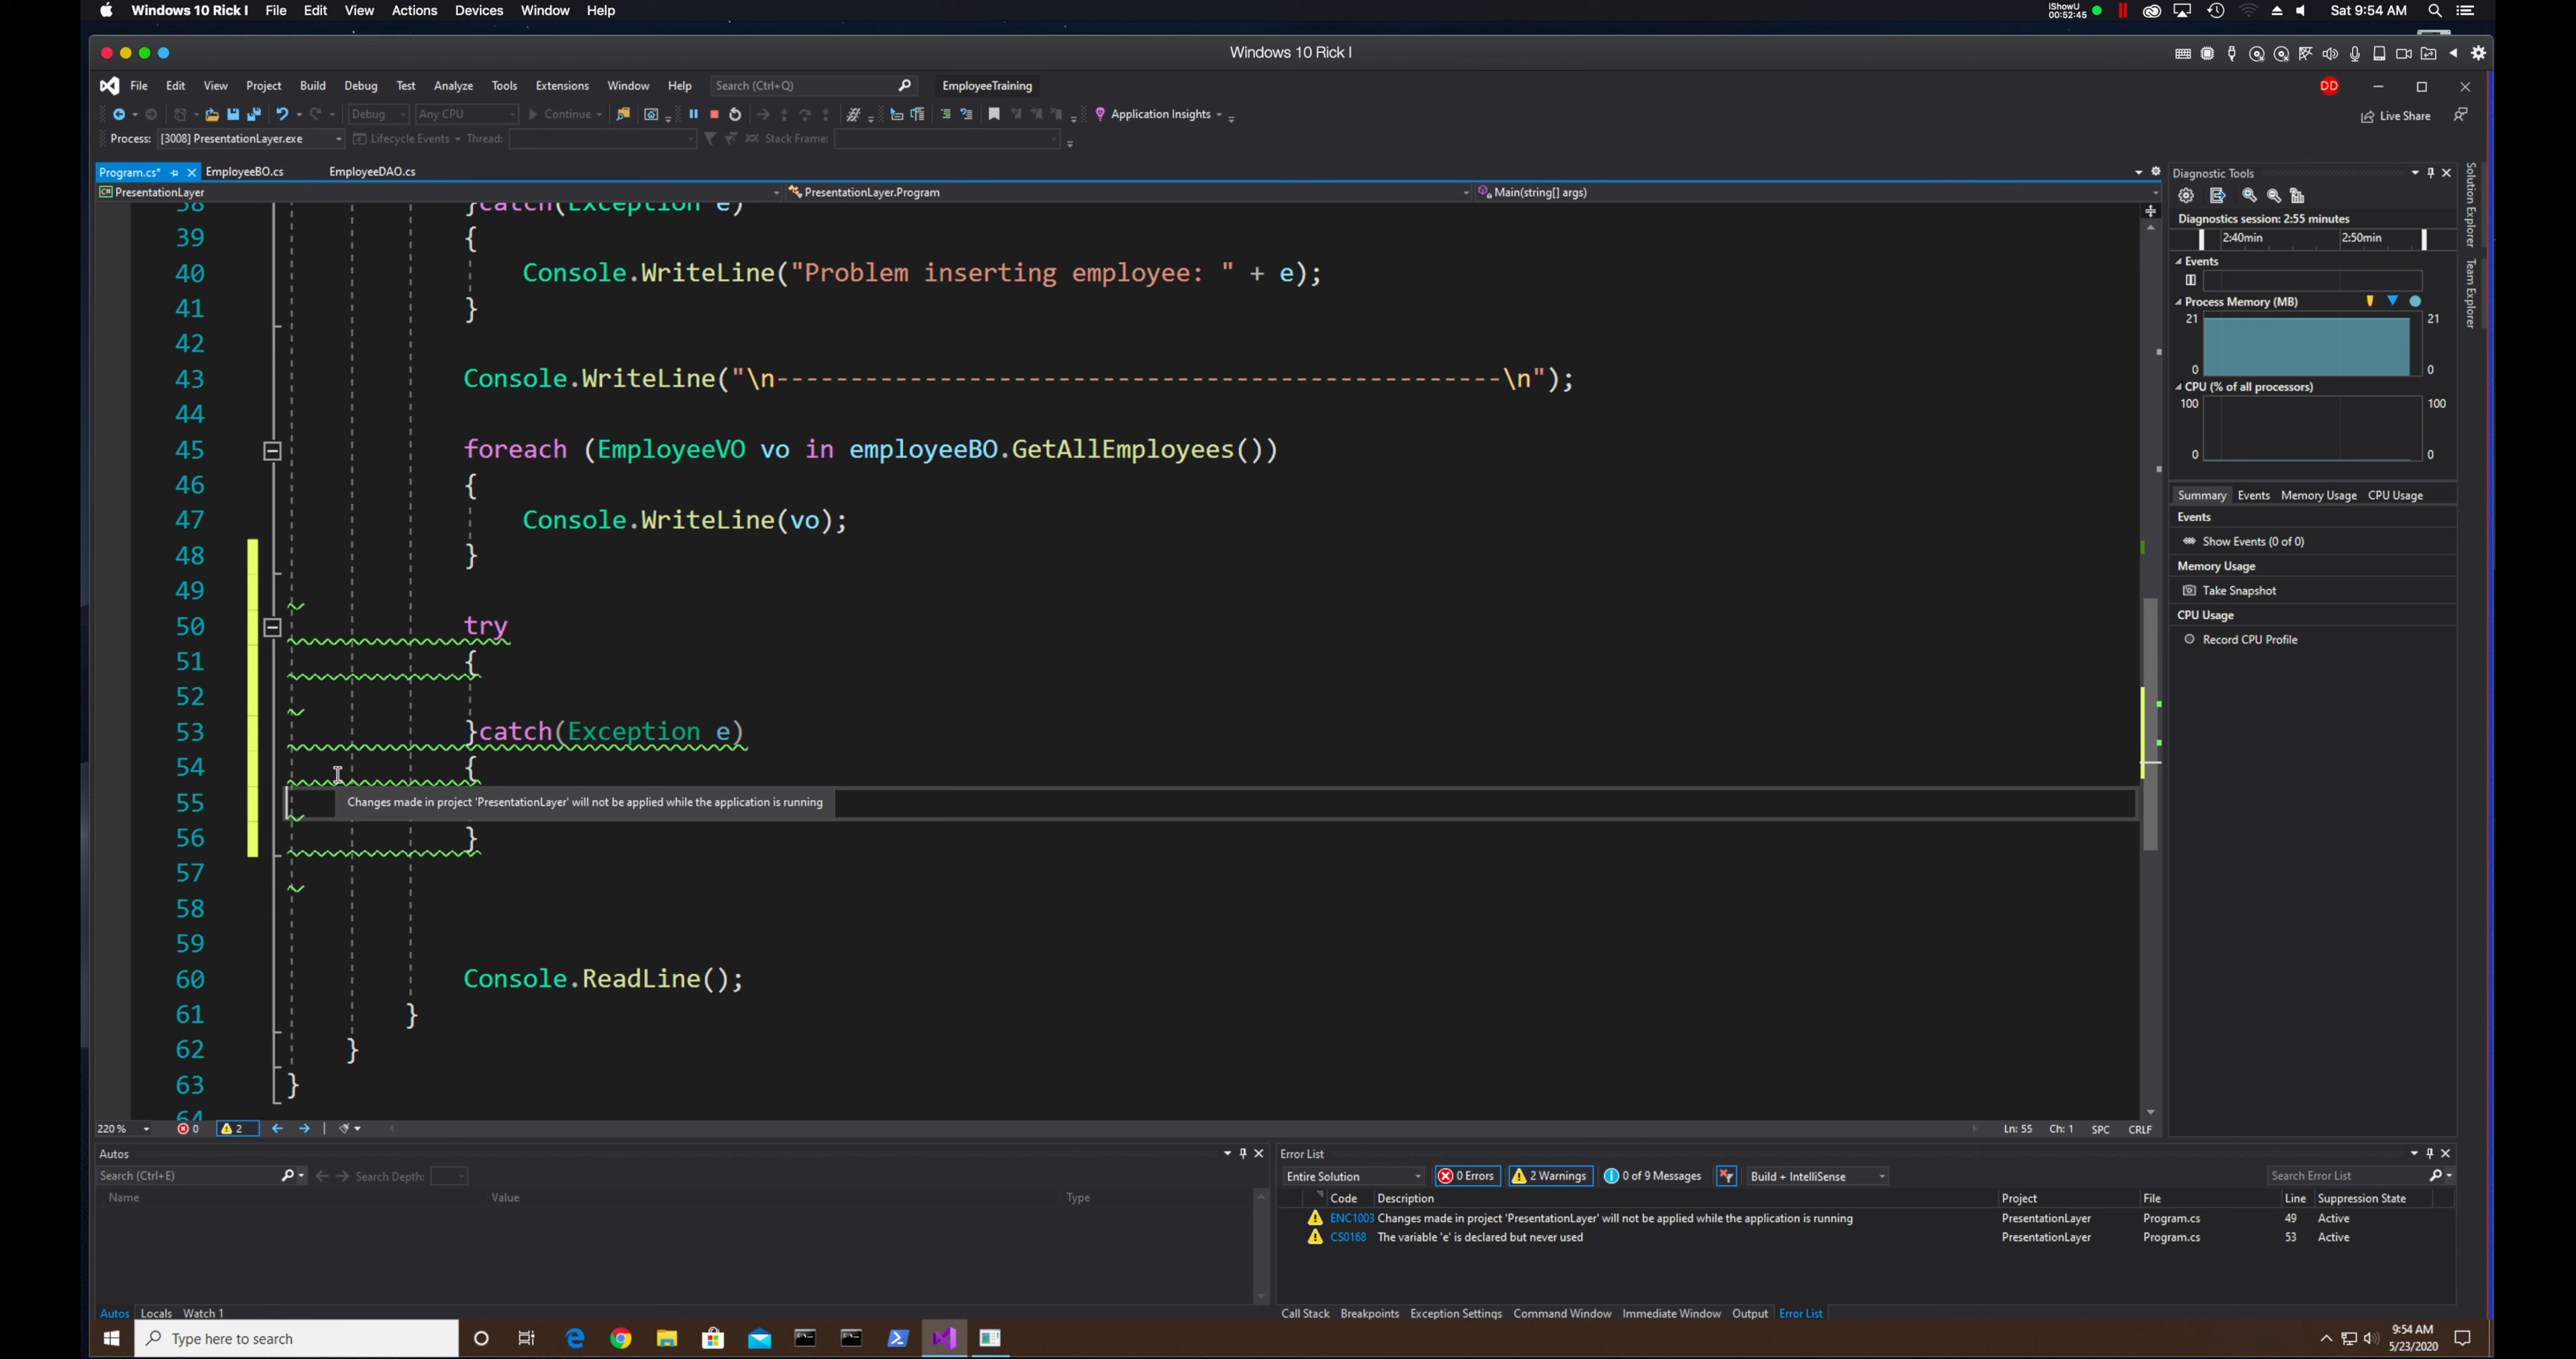 Windows 10 Rick I File Edit View Actions Devices Window Help
iShowU
00:52:45
Sat 9:54 AM
Windows 10 Rick I
File Edit View Project Build Debug Test Analyze Tools Extensions Window Help Search (Ctrl+Q) EmployeeTraining DD
Debug Any CPU Continue Application Insights Live Share
Process: [3008] PresentationLayer.exe Lifecycle Events Thread: Stack Frame:
Program.cs* EmployeeBO.cs EmployeeDAO.cs
PresentationLayer PresentationLayer.Program Main(string[] args)
38 }catch(Exception e)
39 {
40 Console.WriteLine("Problem inserting employee: " + e);
41 }
42
43 Console.WriteLine("\n-------------------------------------------------\n");
44
45 foreach (EmployeeVO vo in employeeBO.GetAllEmployees())
46 {
47 Console.WriteLine(vo);
48 }
49
50 try
51 {
52
53 }catch(Exception e)
54 {
55
Changes made in project 'PresentationLayer' will not be applied while the application is running
56 }
57
58
59
60 Console.ReadLine();
61 }
62 }
63 }
64
220 % 0 2 Ln: 55 Ch: 1 SPC CRLF
Diagnostic Tools
Diagnostics session: 2:55 minutes
2:40min 2:50min
Events
Process Memory (MB)
21 21
0 0
CPU (% of all processors)
100 100
0 0
Summary Events Memory Usage CPU Usage
Events
Show Events (0 of 0)
Memory Usage
Take Snapshot
CPU Usage
Record CPU Profile
Solution Explorer
Team Explorer
Autos
Search (Ctrl+E) Search Depth:
Name Value Type
Autos Locals Watch 1
Error List
Entire Solution 0 Errors 2 Warnings 0 of 9 Messages Build + IntelliSense Search Error List
Code Description Project File Line Suppression State
ENC1003 Changes made in project 'PresentationLayer' will not be applied while the application is running PresentationLayer Program.cs 49 Active
CS0168 The variable 'e' is declared but never used PresentationLayer Program.cs 53 Active
Call Stack Breakpoints Exception Settings Command Window Immediate Window Output Error List
Type here to search
9:54 AM
5/23/2020